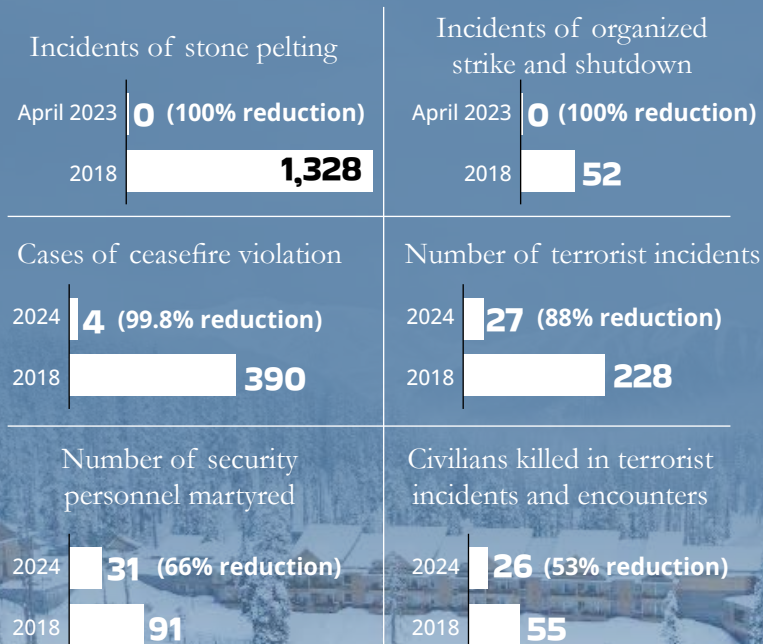 Incidents of stone pelting
April 2023 0 (100% reduction)
2018 1,328
Incidents of organized
strike and shutdown
April 2023 0 (100% reduction)
2018 52
Cases of ceasefire violation
2024 4 (99.8% reduction)
2018 390
Number of terrorist incidents
2024 27 (88% reduction)
2018 228
Number of security
personnel martyred
2024 31 (66% reduction)
2018 91
Civilians killed in terrorist
incidents and encounters
2024 26 (53% reduction)
2018 55